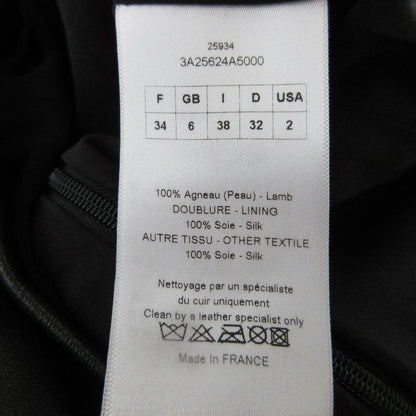 25934
3A25624A5000
F GB I D USA
34 6 38 32 2
100% Agneau (Peau) - Lamb
DOUBLURE - LINING
100% Soie - Silk
AUTRE TISSU - OTHER TEXTILE
100% Soie - Silk
Nettoyage par un spécialiste
du cuir uniquement
Clean by a leather specialist only
Made In FRANCE